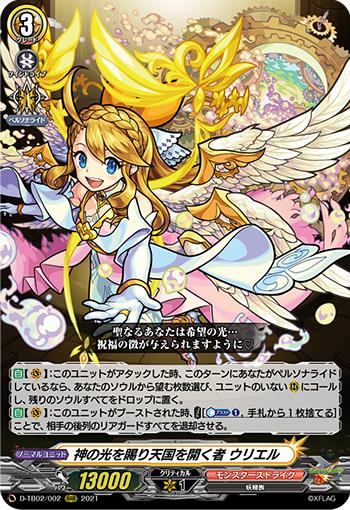 3
グレード
ツインドライブ
ペルソナライド
聖なるあなたは希望の光…
祝福の徴が与えられますように♡
自【V】:このユニットがアタックした時、このターンにあなたがペルソナライド
しているなら、あなたのソウルから望む枚数選び、ユニットのいない(R)にコール
し、残りのソウルすべてをドロップに置く。
自【V】:このユニットがブーストされた時、【コスト】[CB1, 手札から1枚捨てる]こ
とで、相手の後列のリアガードすべてを退却させる。
ノーマルユニット
神の光を賜り天国を開く者 ウリエル
パワー 13000
クリティカル
1
モンスターストライク
妖精族
D-TB02/002 RRR 2021
©XFLAG